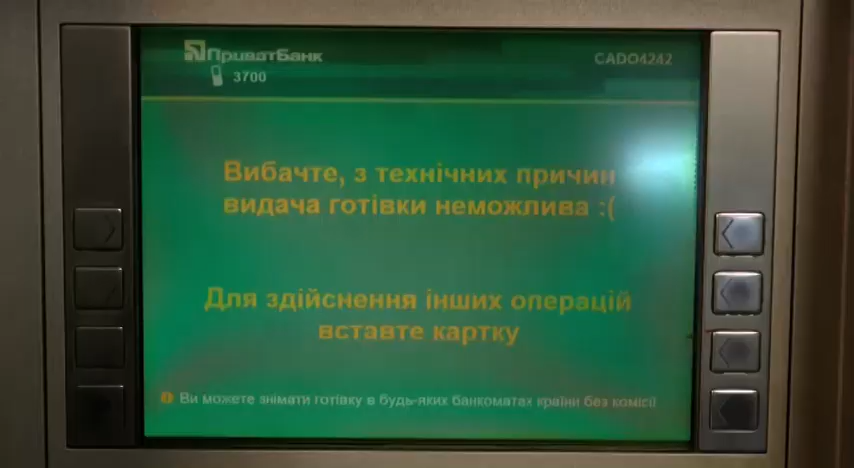 ПриватБанк
CADO4242
3700
Вибачте, з технічних причин
видача готівки неможлива :(
Для здійснення інших операцій
вставте картку
Ви можете знімати готівку в будь-яких банкоматах країни без комісії